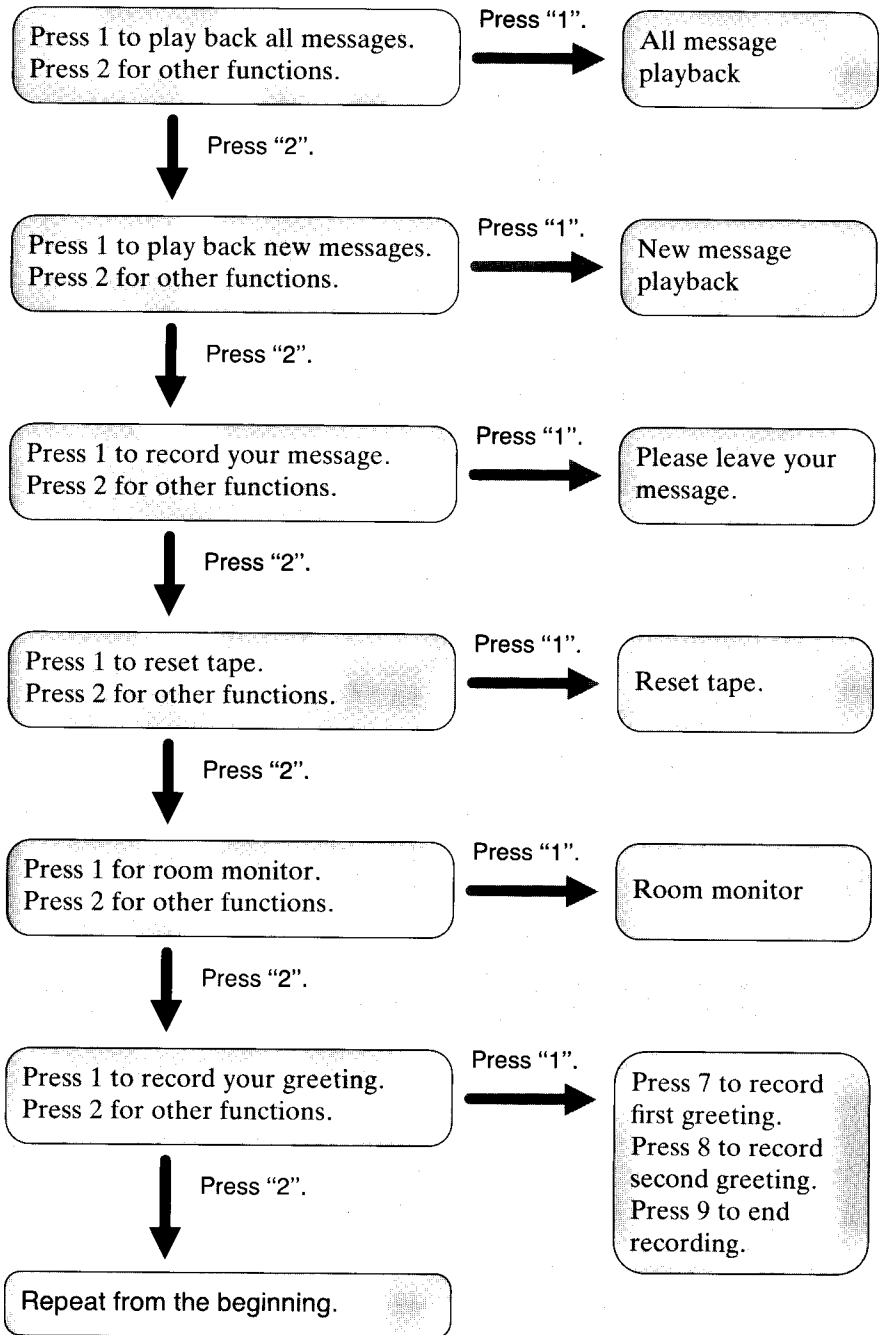 Press 1 to play back all messages.
Press 2 for other functions.
Press “1”.
All message
playback
Press “2”.
Press 1 to play back new messages.
Press 2 for other functions.
Press “1”.
New message
playback
Press “2”.
Press 1 to record your message.
Press 2 for other functions.
Press “1”.
Please leave your
message.
Press “2”.
Press 1 to reset tape.
Press 2 for other functions.
Press “1”.
Reset tape.
Press “2”.
Press 1 for room monitor.
Press 2 for other functions.
Press “1”.
Room monitor
Press “2”.
Press 1 to record your greeting.
Press 2 for other functions.
Press “1”.
Press 7 to record
first greeting.
Press 8 to record
second greeting.
Press 9 to end
recording.
Press “2”.
Repeat from the beginning.